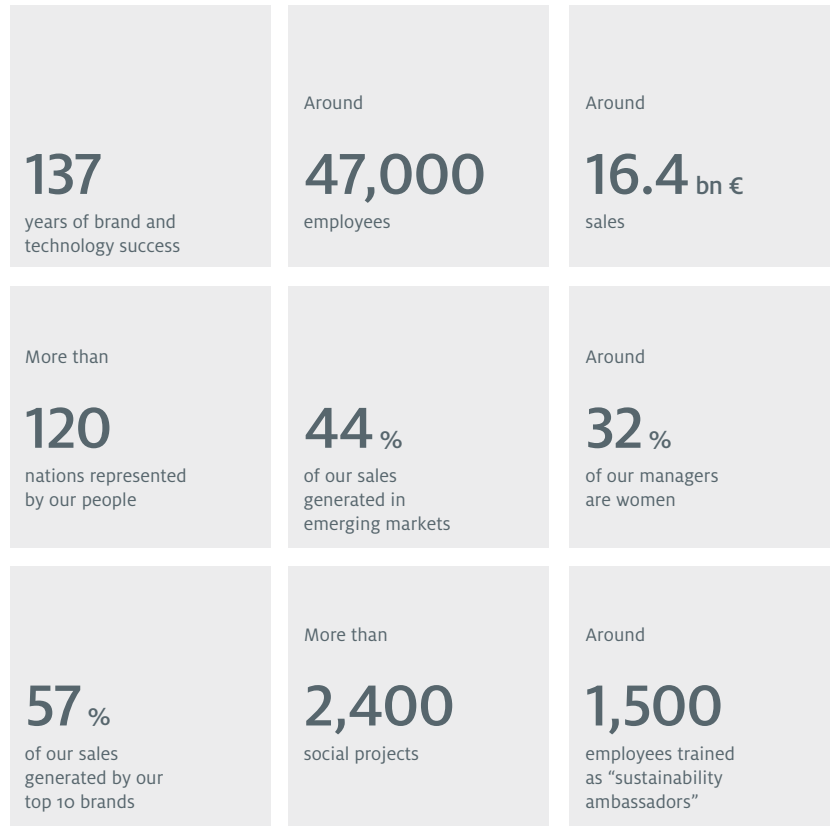 137
years of brand and
technology success
Around
47,000
employees
Around
16.4 bn €
sales
More than
120
nations represented
by our people
44 %
of our sales
generated in
emerging markets
Around
32 %
of our managers
are women
57 %
of our sales
generated by our
top 10 brands
More than
2,400
social projects
Around
1,500
employees trained
as “sustainability
ambassadors”